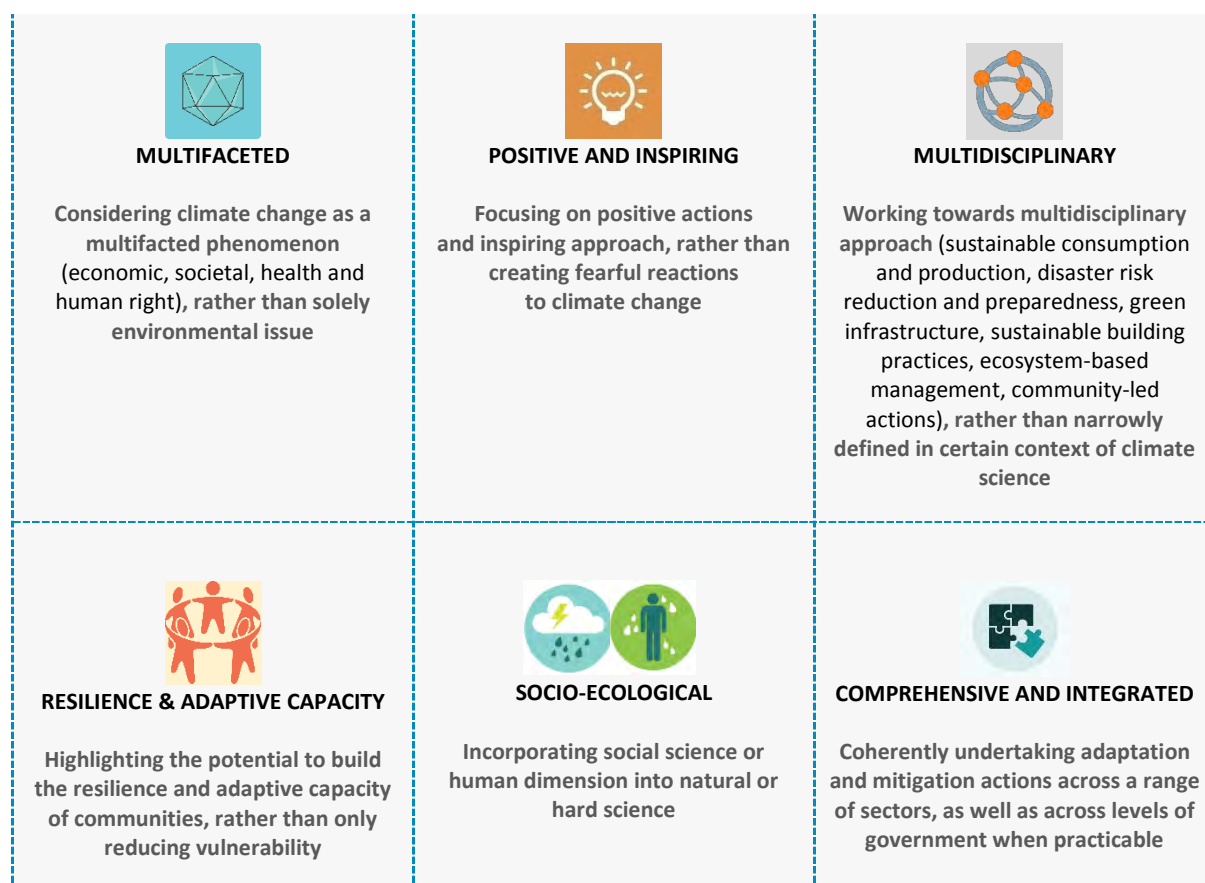 MULTIFACETED
Considering climate change as a
multifacted phenomenon
(economic, societal, health and
human right), rather than solely
environmental issue
POSITIVE AND INSPIRING
Focusing on positive actions
and inspiring approach, rather than
creating fearful reactions
to climate change
MULTIDISCIPLINARY
Working towards multidisciplinary
approach (sustainable consumption
and production, disaster risk
reduction and preparedness, green
infrastructure, sustainable building
practices, ecosystem-based
management, community-led
actions), rather than narrowly
defined in certain context of climate
science
RESILIENCE & ADAPTIVE CAPACITY
Highlighting the potential to build
the resilience and adaptive capacity
of communities, rather than only
reducing vulnerability
SOCIO-ECOLOGICAL
Incorporating social science or
human dimension into natural or
hard science
COMPREHENSIVE AND INTEGRATED
Coherently undertaking adaptation
and mitigation actions across a range
of sectors, as well as across levels of
government when practicable